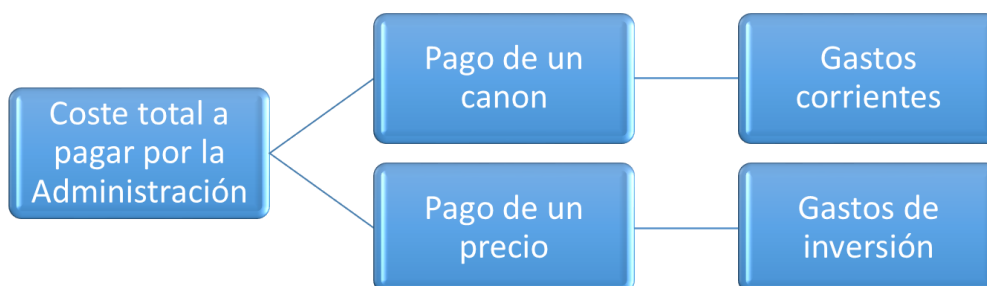 Coste total a
pagar por la
Administración
Pago de un
canon
Gastos
corrientes
Pago de un
precio
Gastos de
inversión